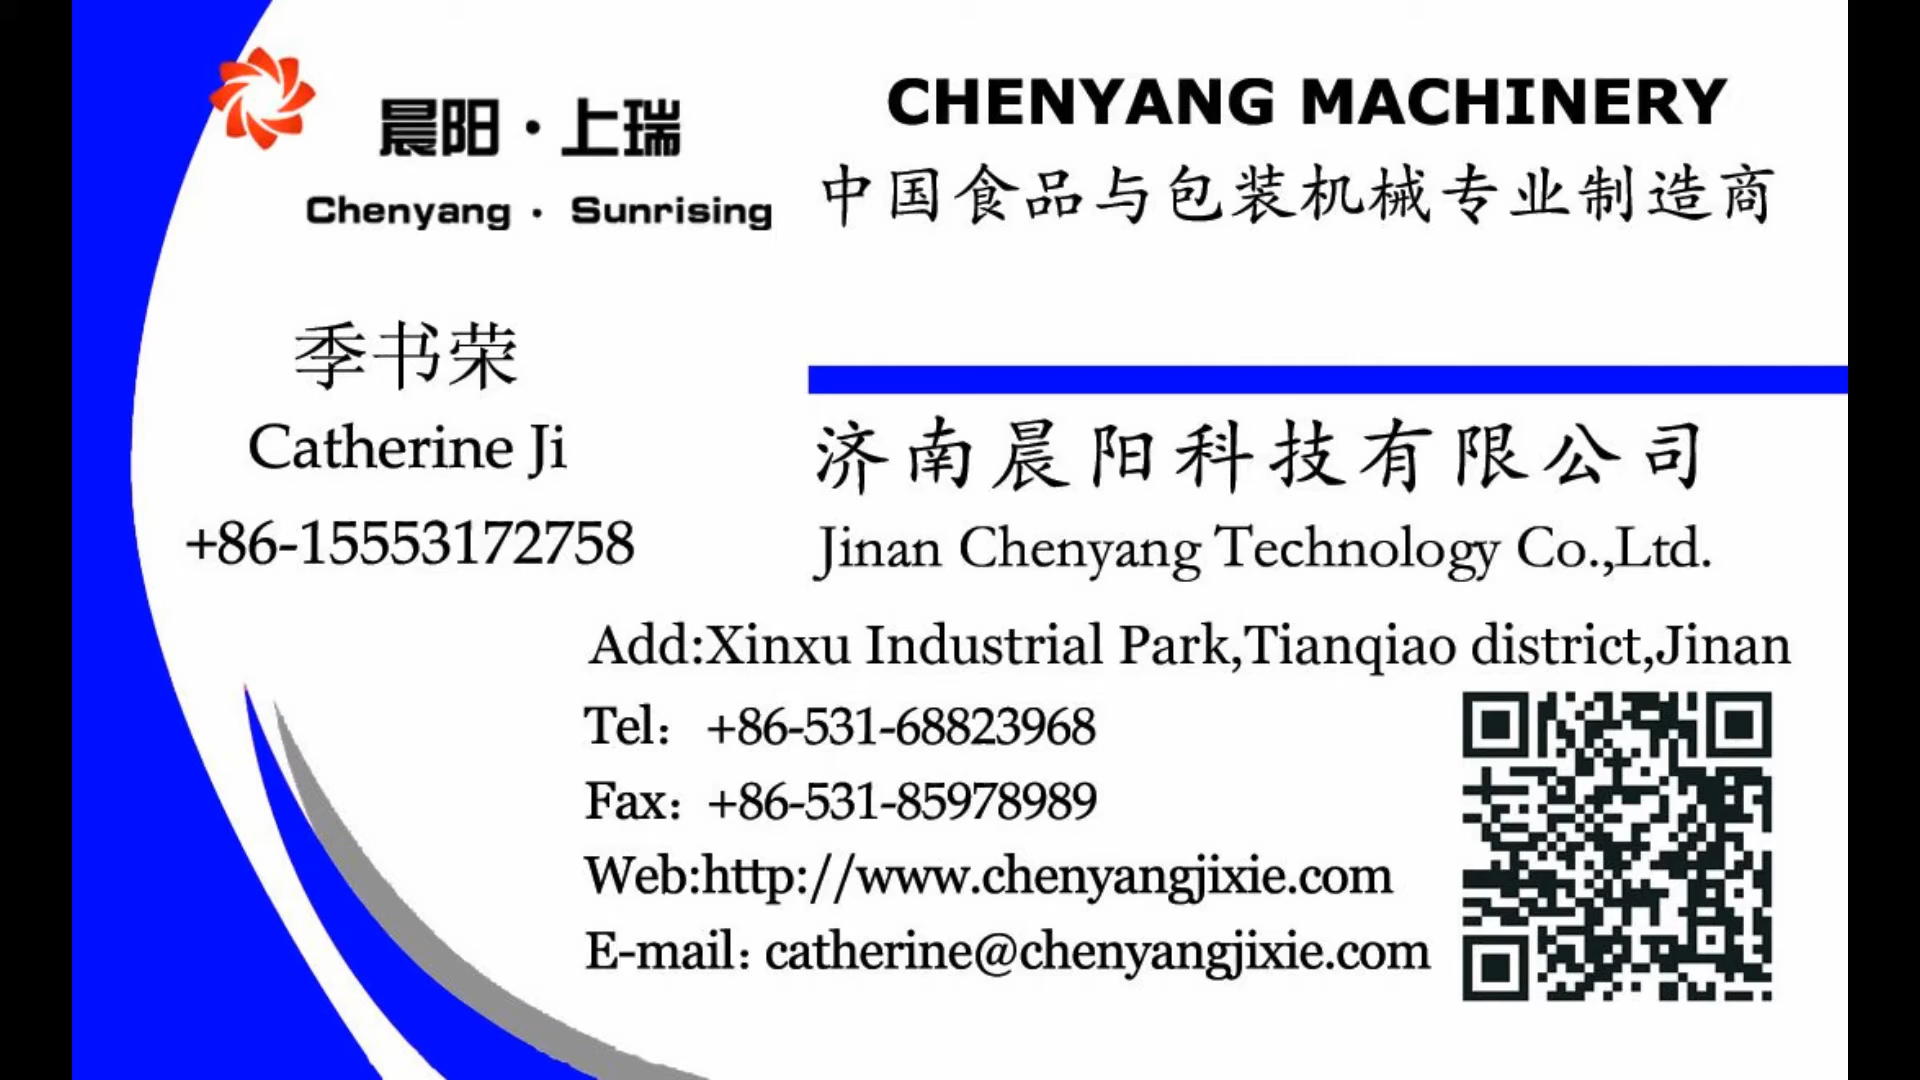 晨阳·上瑞
Chenyang · Sunrising
CHENYANG MACHINERY
中国食品与包装机械专业制造商
季书荣
Catherine Ji
+86-15553172758
济南晨阳科技有限公司
Jinan Chenyang Technology Co.,Ltd.
Add:Xinxu Industrial Park,Tianqiao district,Jinan
Tel：+86-531-68823968
Fax：+86-531-85978989
Web:http://www.chenyangjixie.com
E-mail：catherine@chenyangjixie.com